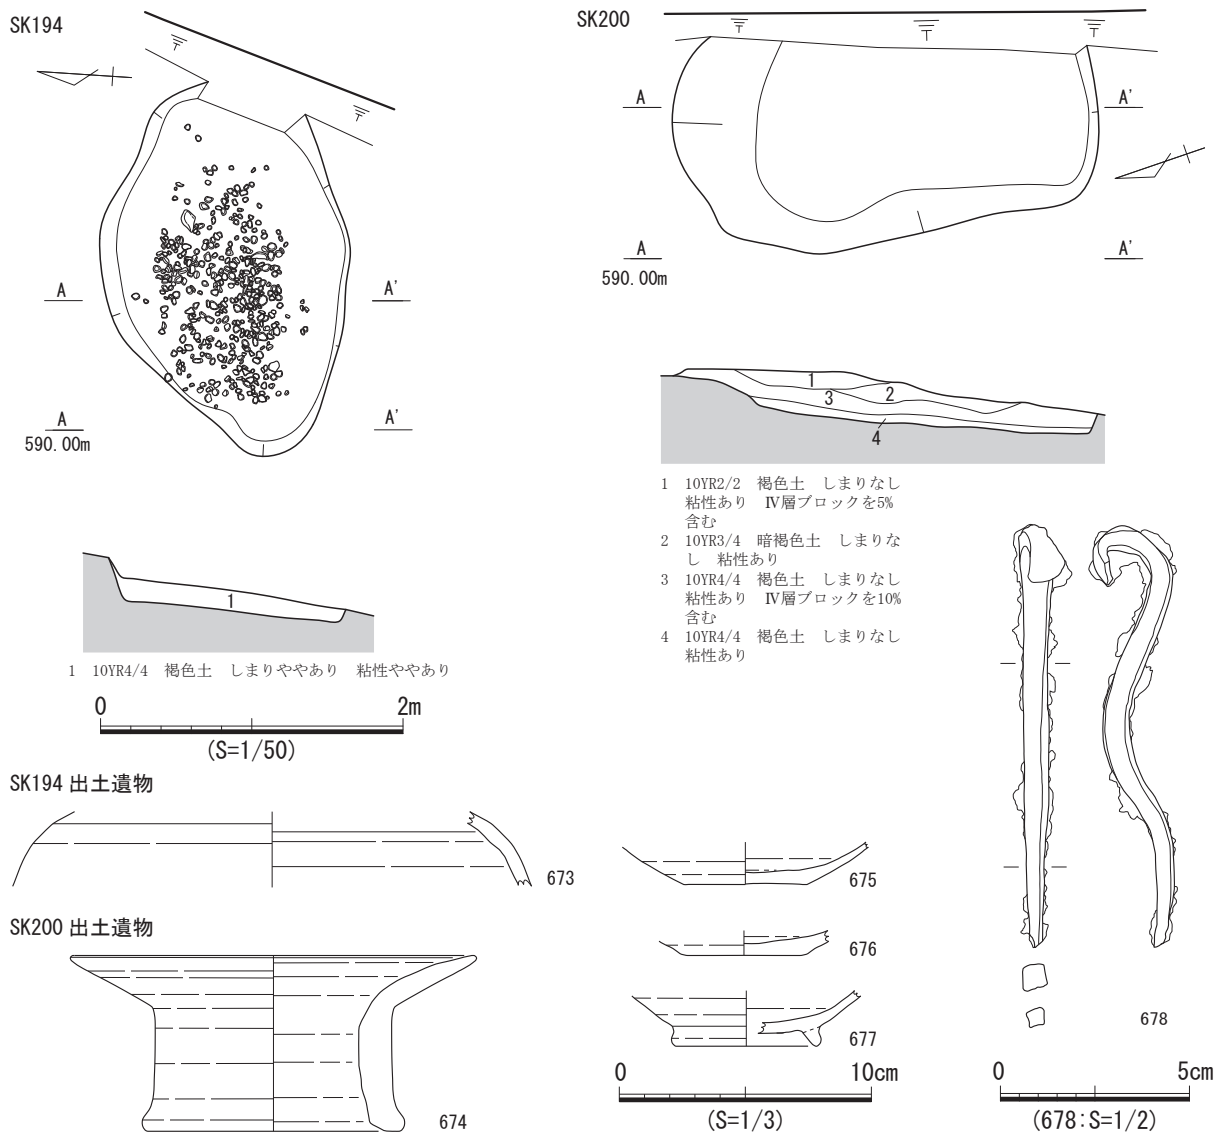 SK194
A
A'
A
A'
590.00m
1
1 10YR4/4 褐色土 しまりややあり 粘性ややあり
0 2m
(S=1/50)
SK200
A
A'
A
A'
590.00m
1
2
3
4
1 10YR2/2 褐色土 しまりなし
粘性あり Ⅳ層ブロックを5%
含む
2 10YR3/4 暗褐色土 しまりな
し 粘性あり
3 10YR4/4 褐色土 しまりなし
粘性あり Ⅳ層ブロックを10%
含む
4 10YR4/4 褐色土 しまりなし
粘性あり
SK194 出土遺物
673
SK200 出土遺物
674
675
676
677
0 10cm
(S=1/3)
678
0 5cm
(678:S=1/2)